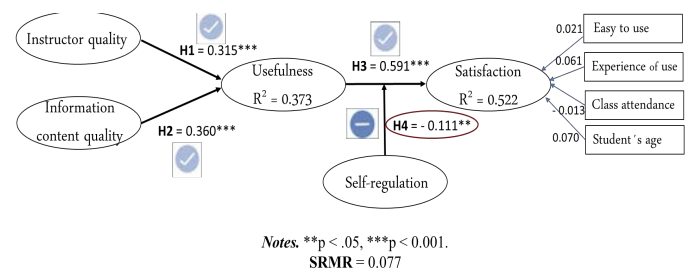 Instructor quality
H1 = 0.315***
Information
content quality
H2 = 0.360***
Usefulness
R² = 0.373
H3 = 0.591***
H4 = - 0.111**
Self-regulation
Satisfaction
R² = 0.522
0.021
Easy to use
0.061
Experience of use
- 0.013
Class attendance
0.070
Student´s age
Notes. **p < .05, ***p < 0.001.
SRMR = 0.077